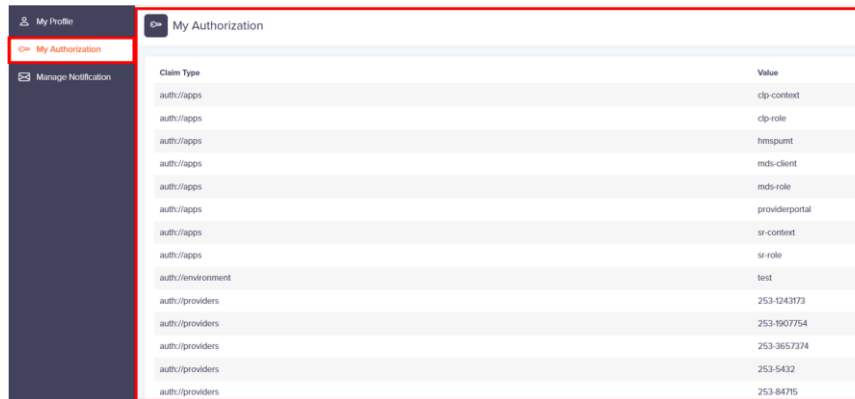 My Profile
My Authorization
Manage Notification
My Authorization
Claim Type Value
auth://apps clp-context
auth://apps clp-role
auth://apps hmspumt
auth://apps mds-client
auth://apps mds-role
auth://apps providerportal
auth://apps sr-context
auth://apps sr-role
auth://environment test
auth://providers 253-1243173
auth://providers 253-1907754
auth://providers 253-3657374
auth://providers 253-5432
auth://providers 253-84715